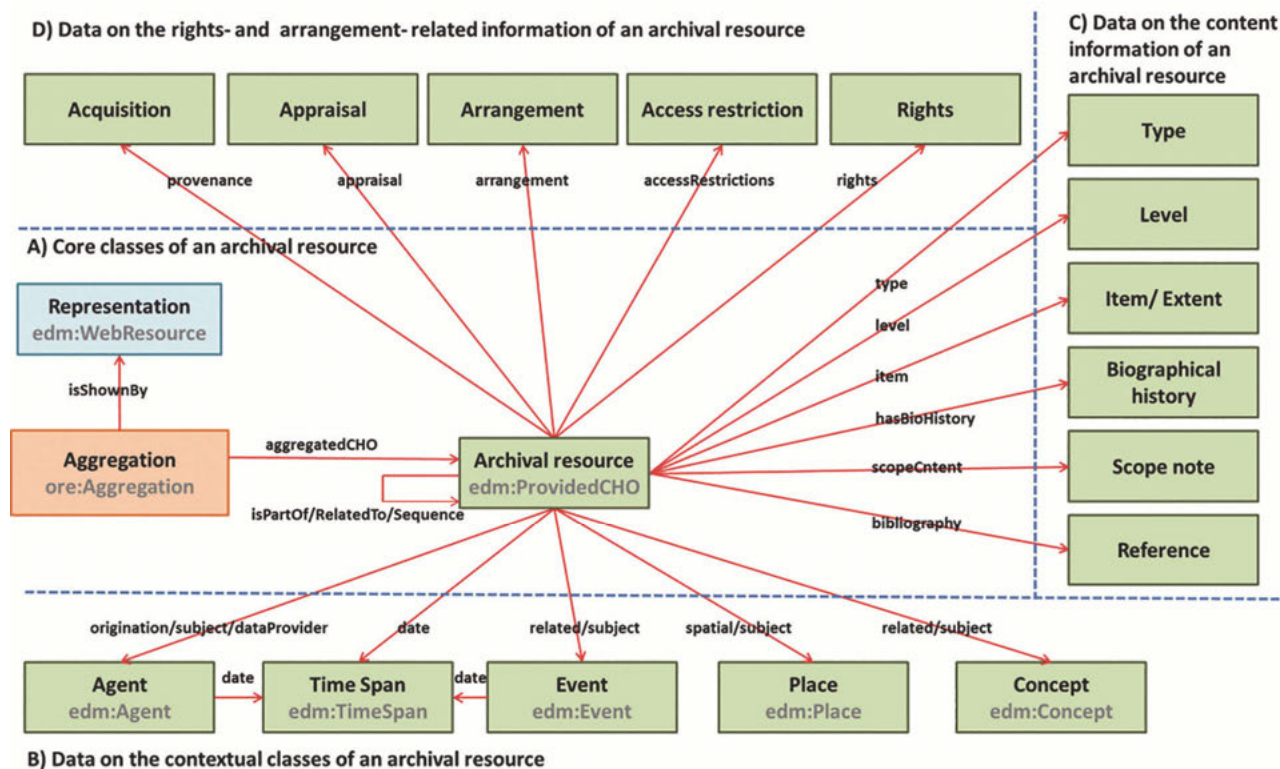 D) Data on the rights- and arrangement- related information of an archival resource
C) Data on the content
information of an
archival resource
Acquisition
Appraisal
Arrangement
Access restriction
Rights
provenance
appraisal
arrangement
accessRestrictions
rights
Type
Level
Item/ Extent
Biographical
history
Scope note
Reference
A) Core classes of an archival resource
Representation
edm:WebResource
isShownBy
Aggregation
ore:Aggregation
aggregatedCHO
Archival resource
edm:ProvidedCHO
isPartOf/RelatedTo/Sequence
type
level
item
hasBioHistory
scopeCntent
bibliography
origination/subject/dataProvider
date
related/subject
spatial/subject
related/subject
Agent
edm:Agent
date
Time Span
edm:TimeSpan
date
Event
edm:Event
Place
edm:Place
Concept
edm:Concept
B) Data on the contextual classes of an archival resource